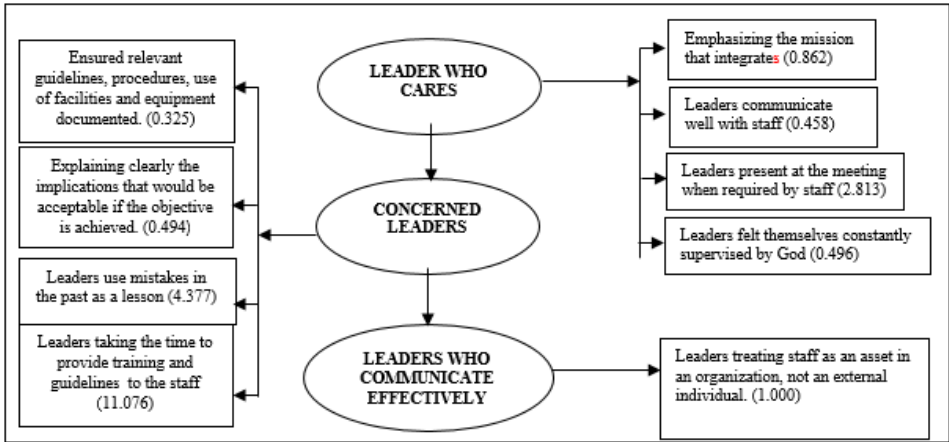 Ensured relevant
guidelines, procedures, use
of facilities and equipment
documented. (0.325)
Explaining clearly the
implications that would be
acceptable if the objective
is achieved. (0.494)
Leaders use mistakes in
the past as a lesson (4.377)
Leaders taking the time to
provide training and
guidelines to the staff
(11.076)
LEADER WHO
CARES
CONCERNED
LEADERS
LEADERS WHO
COMMUNICATE
EFFECTIVELY
Emphasizing the mission
that integrates (0.862)
Leaders communicate
well with staff (0.458)
Leaders present at the meeting
when required by staff (2.813)
Leaders felt themselves constantly
supervised by God (0.496)
Leaders treating staff as an asset in
an organization, not an external
individual. (1.000)